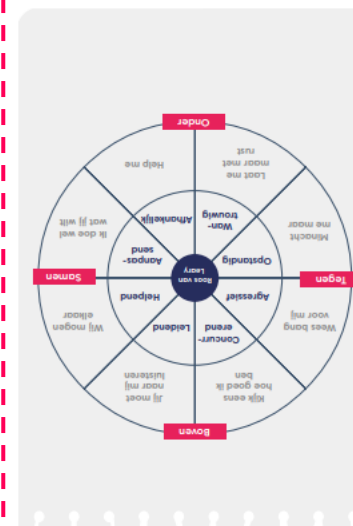 Boven
Kijk eens
hoe goed ik
ben
Jij moet
naar mij
luisteren
Concurr-
erend
Leidend
Wees bang
voor mij
Agressief
Helpend
Wij mogen
elkaar
Tegen
Roos van
Leary
Samen
Minacht
me maar
Opstandig
Aanpas-
send
Ik doe wel
wat jij wilt
Wan-
trouwig
Afhankelijk
Laat me
maar met
rust
Help me
Onder